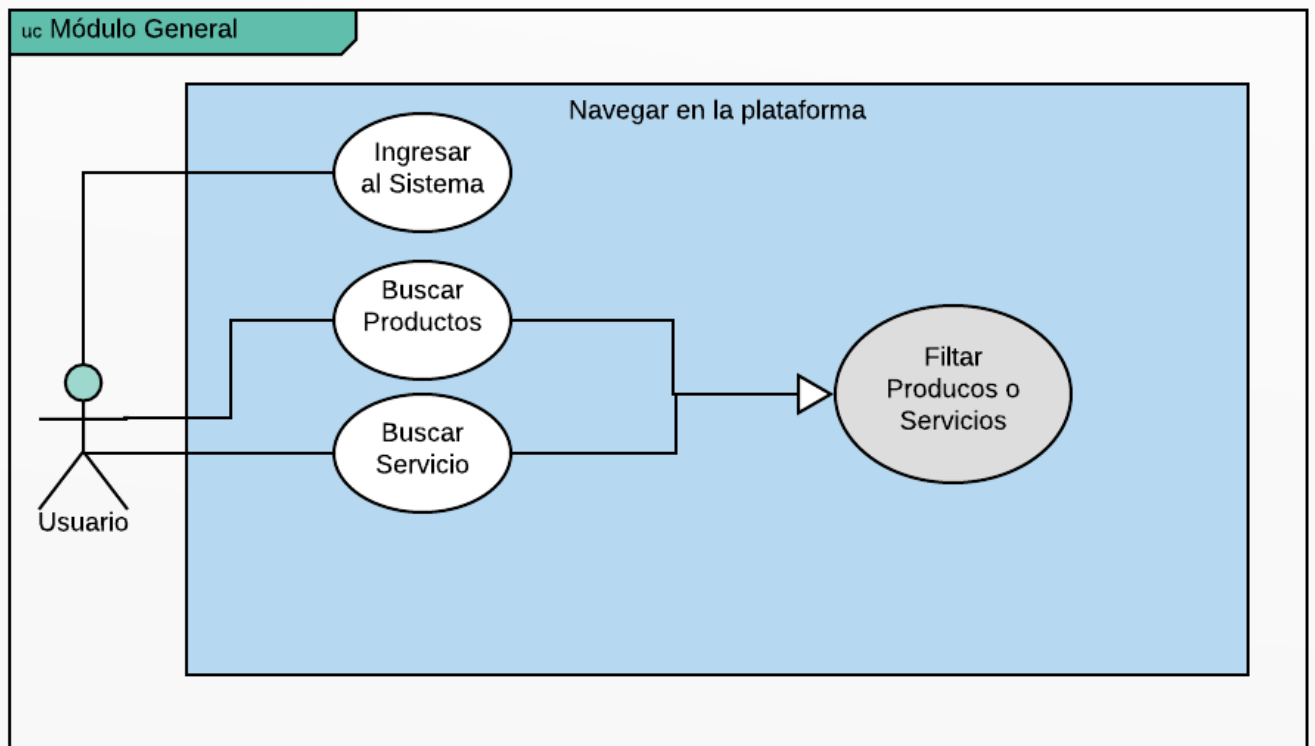 uc Módulo General
Navegar en la plataforma
Ingresar
al Sistema
Buscar
Productos
Buscar
Servicio
Filtar
Producos o
Servicios
Usuario